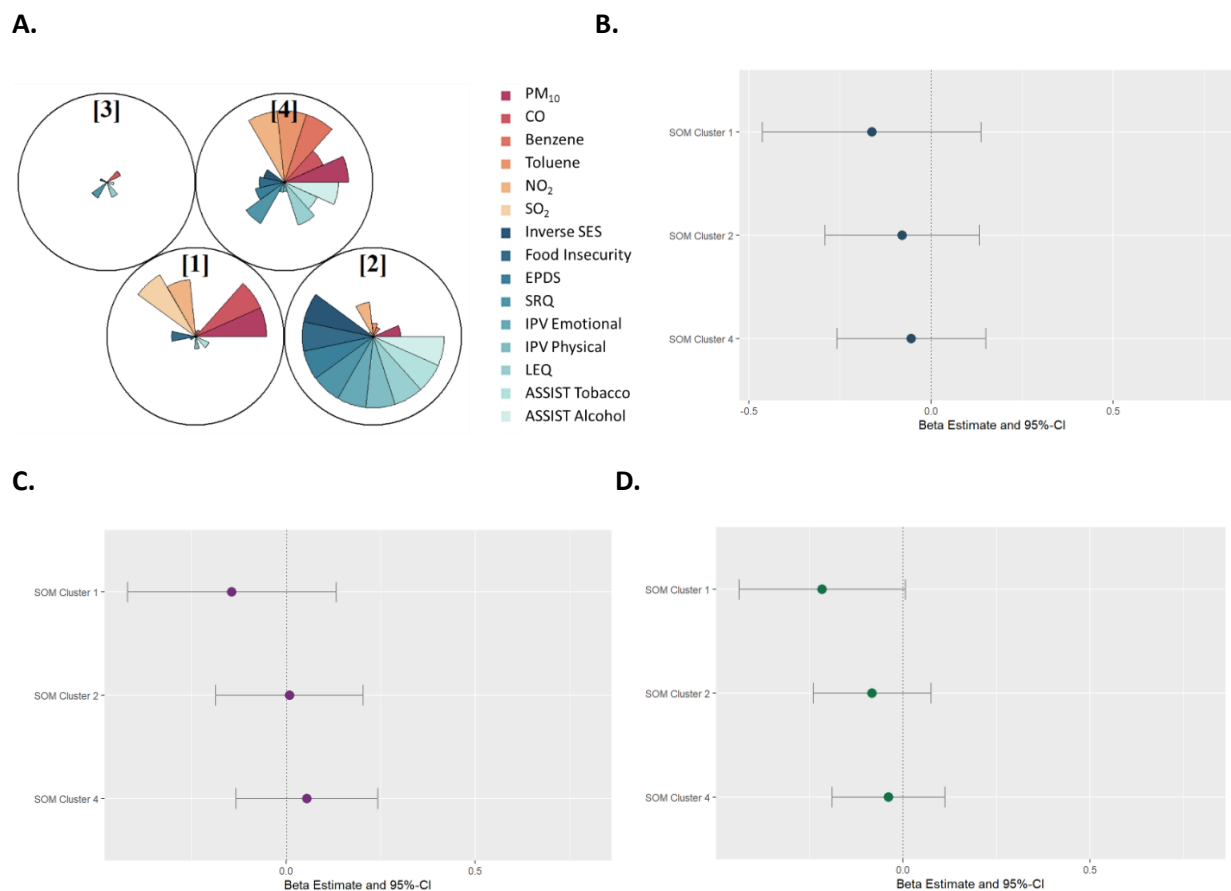 A.
[3]
[4]
[1]
[2]
PM₁₀
CO
Benzene
Toluene
NO₂
SO₂
Inverse SES
Food Insecurity
EPDS
SRQ
IPV Emotional
IPV Physical
LEQ
ASSIST Tobacco
ASSIST Alcohol
B.
SOM Cluster 1
SOM Cluster 2
SOM Cluster 4
-0.5
0.0
0.5
Beta Estimate and 95%-CI
C.
SOM Cluster 1
SOM Cluster 2
SOM Cluster 4
0.0
0.5
Beta Estimate and 95%-CI
D.
SOM Cluster 1
SOM Cluster 2
SOM Cluster 4
0.0
0.5
Beta Estimate and 95%-CI